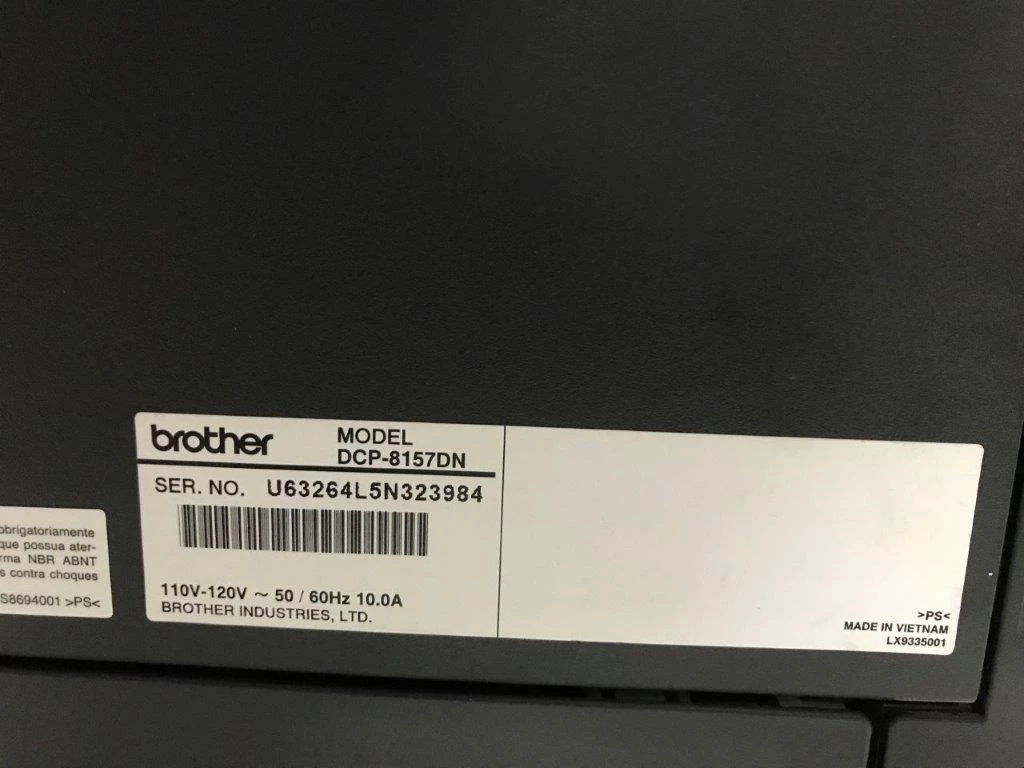 brother
MODEL
DCP-8157DN
SER. NO. U63264L5N323984
110V-120V ~ 50 / 60Hz 10.0A
BROTHER INDUSTRIES, LTD.
>PS<
MADE IN VIETNAM
LX9335001
obrigatoriamente
que possua ater-
rma NBR ABNT
s contra choques
S8694001 >PS<